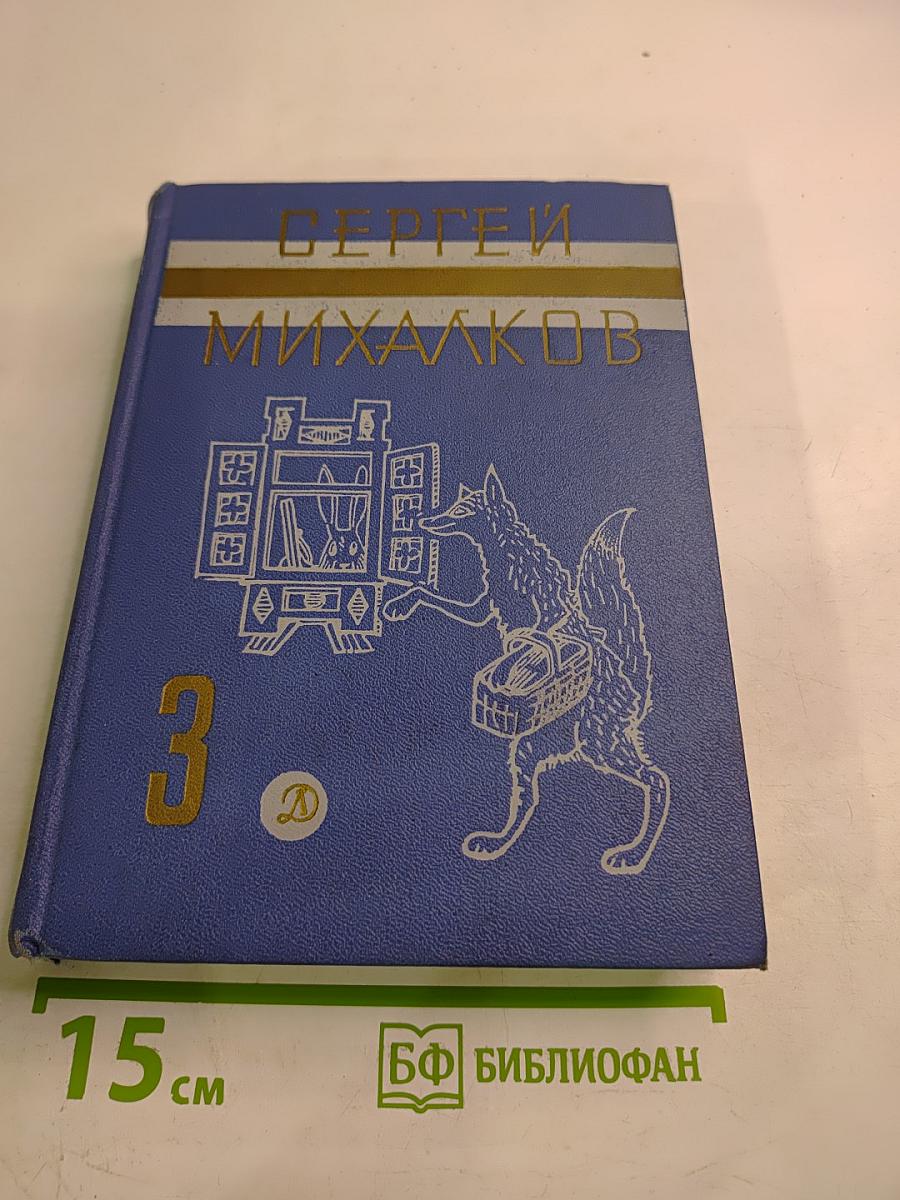 СЕРГЕЙ
МИХАЛКОВ
3
Д
15 см
БФ БИБЛИОФАН